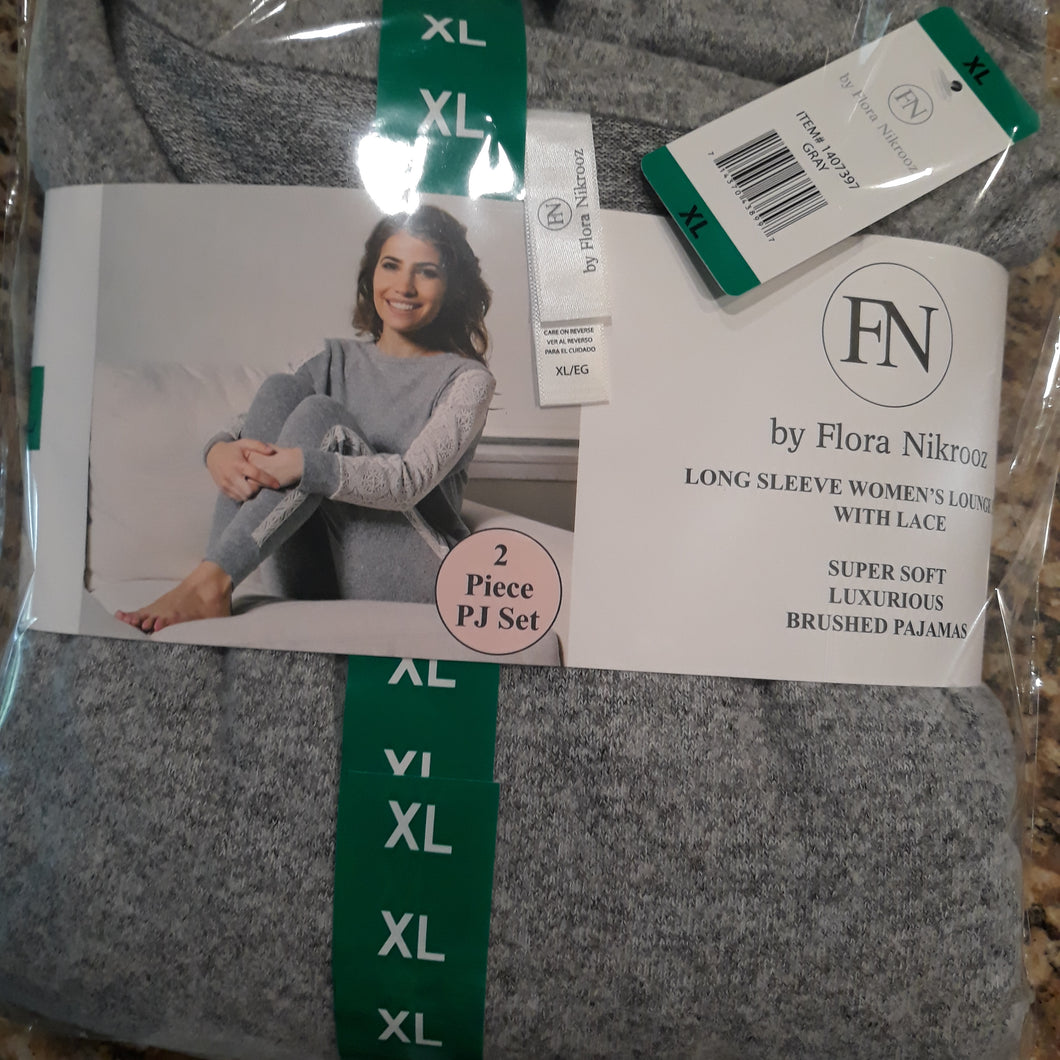 XL
XL
XL
FN
by Flora Nikrooz
ITEM# 1407397
GRAY
XL
FN
by Flora Nikrooz
CARE ON REVERSE
VER AL REVERSO
PARA EL CUIDADO
XL/EG
FN
by Flora Nikrooz
LONG SLEEVE WOMEN'S LOUNGE
WITH LACE
SUPER SOFT
LUXURIOUS
BRUSHED PAJAMAS
2
Piece
PJ Set
XL
XL
XL
XL
XL